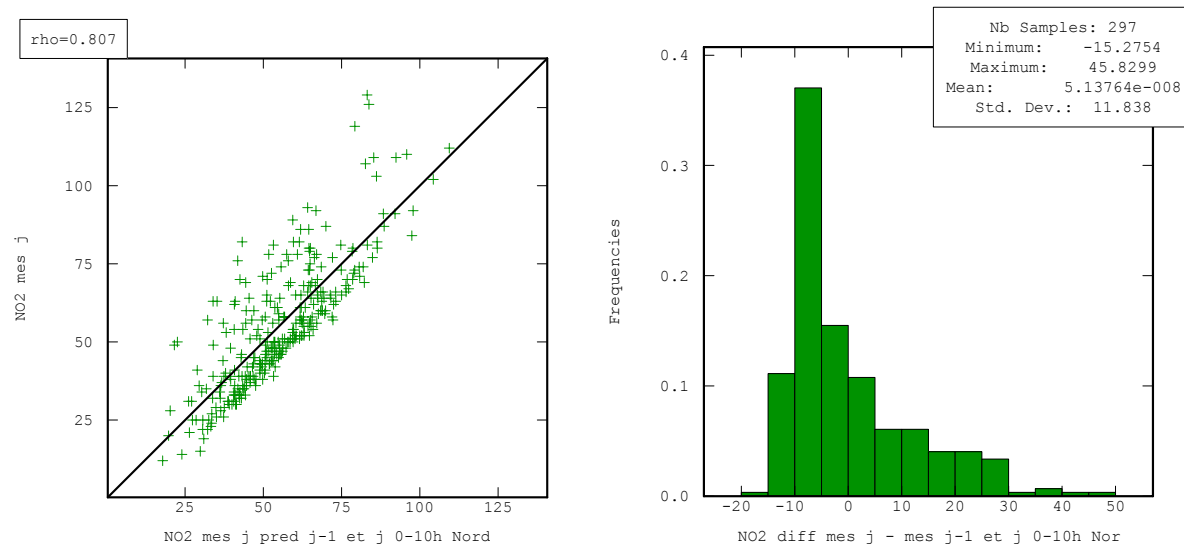 rho=0.807
125
100
75
50
25
NO2 mes j
25
50
75
100
125
NO2 mes j pred j-1 et j 0-10h Nord
Nb Samples: 297
Minimum: -15.2754
Maximum: 45.8299
Mean: 5.13764e-008
Std. Dev.: 11.838
0.4
0.3
0.2
0.1
0.0
Frequencies
-20
-10
0
10
20
30
40
50
NO2 diff mes j - mes j-1 et j 0-10h Nor